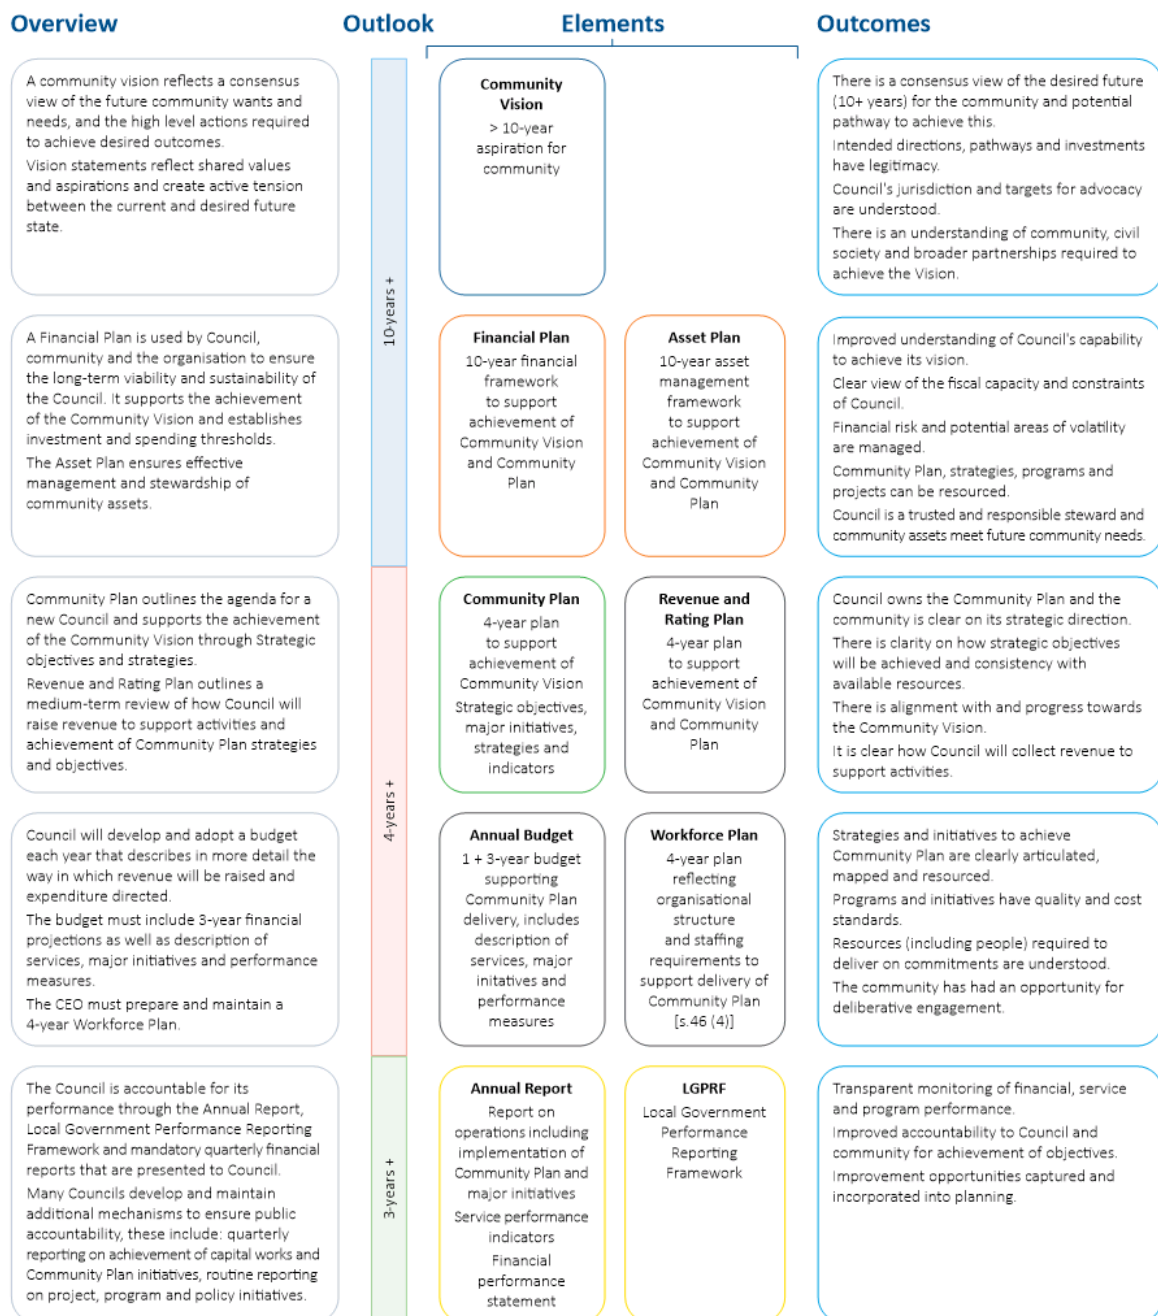 Overview
Outlook
Elements
Outcomes
A community vision reflects a consensus
view of the future community wants and
needs, and the high level actions required
to achieve desired outcomes.
Vision statements reflect shared values
and aspirations and create active tension
between the current and desired future
state.
10-years +
Community
Vision
> 10-year
aspiration for
community
There is a consensus view of the desired future
(10+ years) for the community and potential
pathway to achieve this.
Intended directions, pathways and investments
have legitimacy.
Council's jurisdiction and targets for advocacy
are understood.
There is an understanding of community, civil
society and broader partnerships required to
achieve the Vision.
A Financial Plan is used by Council,
community and the organisation to ensure
the long-term viability and sustainability of
the Council. It supports the achievement
of the Community Vision and establishes
investment and spending thresholds.
The Asset Plan ensures effective
management and stewardship of
community assets.
Financial Plan
10-year financial
framework
to support
achievement of
Community Vision
and Community
Plan
Asset Plan
10-year asset
management
framework
to support
achievement of
Community Vision
and Community
Plan
Improved understanding of Council's capability
to achieve its vision.
Clear view of the fiscal capacity and constraints
of Council.
Financial risk and potential areas of volatility
are managed.
Community Plan, strategies, programs and
projects can be resourced.
Council is a trusted and responsible steward and
community assets meet future community needs.
Community Plan outlines the agenda for a
new Council and supports the achievement
of the Community Vision through Strategic
objectives and strategies.
Revenue and Rating Plan outlines a
medium-term review of how Council will
raise revenue to support activities and
achievement of Community Plan strategies
and objectives.
4-years +
Community Plan
4-year plan
to support
achievement of
Community Vision
Strategic objectives,
major initiatives,
strategies and
indicators
Revenue and
Rating Plan
4-year plan
to support
achievement of
Community Vision
and Community
Plan
Council owns the Community Plan and the
community is clear on its strategic direction.
There is clarity on how strategic objectives
will be achieved and consistency with
available resources.
There is alignment with and progress towards
the Community Vision.
It is clear how Council will collect revenue to
support activities.
Council will develop and adopt a budget
each year that describes in more detail the
way in which revenue will be raised and
expenditure directed.
The budget must include 3-year financial
projections as well as description of
services, major initiatives and performance
measures.
The CEO must prepare and maintain a
4-year Workforce Plan.
Annual Budget
1 + 3-year budget
supporting
Community Plan
delivery, includes
description of
services, major
initatives and
performance
measures
Workforce Plan
4-year plan
reflecting
organisational
structure
and staffing
requirements to
support delivery of
Community Plan
[s.46 (4)]
Strategies and initiatives to achieve
Community Plan are clearly articulated,
mapped and resourced.
Programs and initiatives have quality and cost
standards.
Resources (including people) required to
deliver on commitments are understood.
The community has had an opportunity for
deliberative engagement.
The Council is accountable for its
performance through the Annual Report,
Local Government Performance Reporting
Framework and mandatory quarterly financial
reports that are presented to Council.
Many Councils develop and maintain
additional mechanisms to ensure public
accountability, these include: quarterly
reporting on achievement of capital works and
Community Plan initiatives, routine reporting
on project, program and policy initiatives.
3-years +
Annual Report
Report on
operations including
implementation of
Community Plan and
major initiatives
Service performance
indicators
Financial
performance
statement
LGPRF
Local Government
Performance
Reporting
Framework
Transparent monitoring of financial, service
and program performance.
Improved accountability to Council and
community for achievement of objectives.
Improvement opportunities captured and
incorporated into planning.